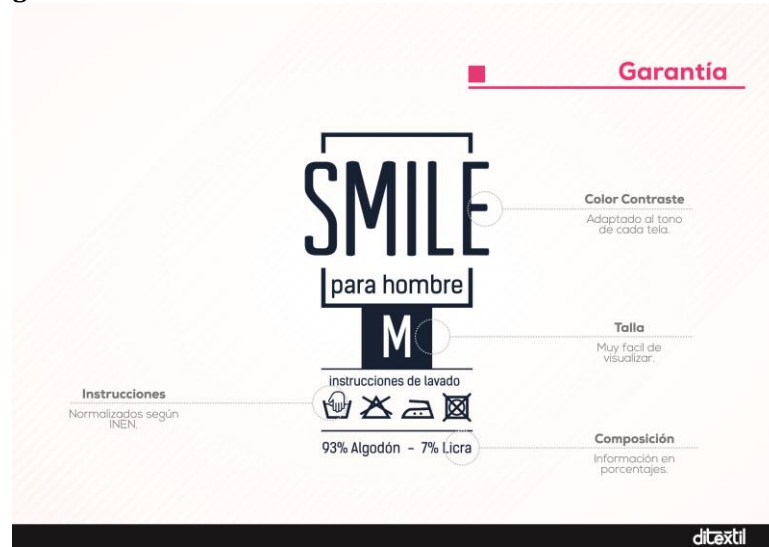 Garantía
SMILE
para hombre
M
instrucciones de lavado
93% Algodón - 7% Licra
Color Contraste
Adaptado al tono
de cada tela.
Talla
Muy facil de
visualizar.
Instrucciones
Normalizados según
INEN.
Composición
Información en
porcentajes.
ditextil